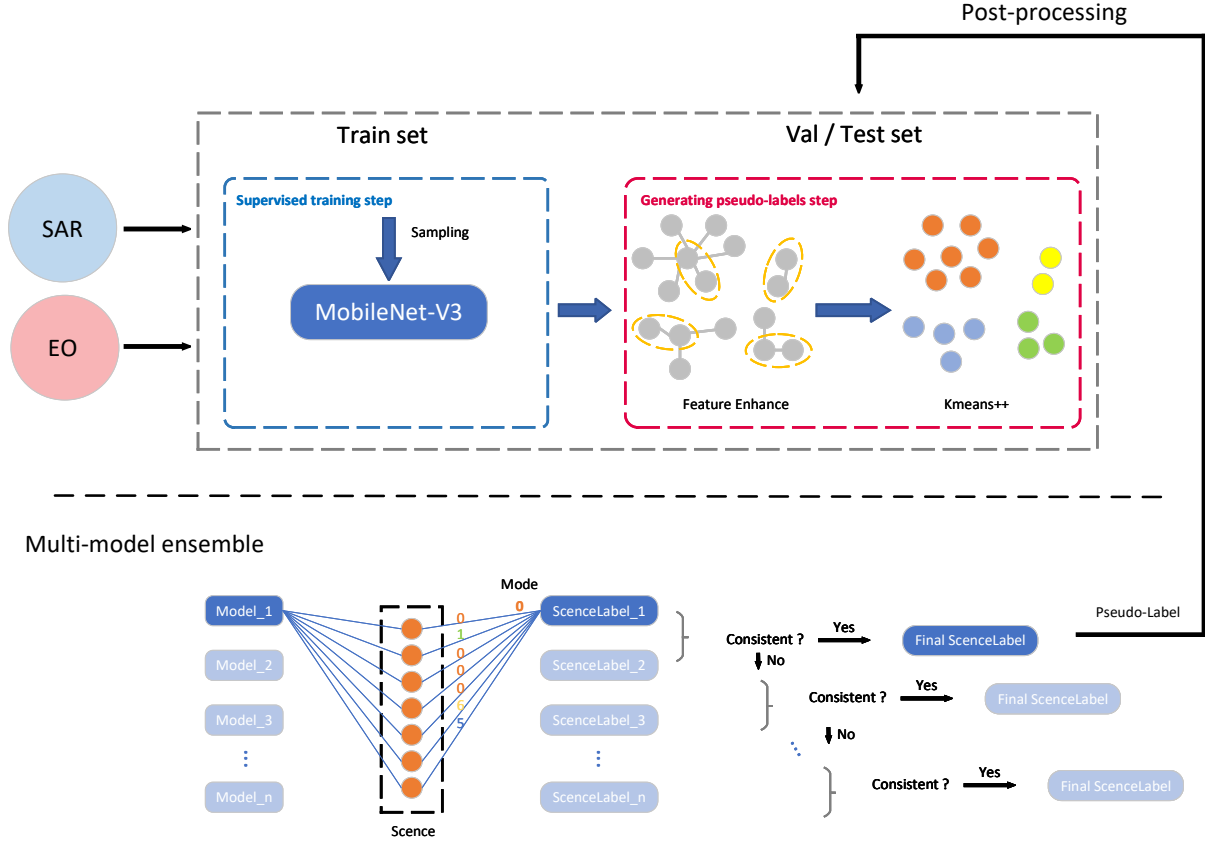 Post-processing
Train set
Val / Test set
SAR
EO
Supervised training step
Sampling
MobileNet-V3
Generating pseudo-labels step
Feature Enhance
Kmeans++
Multi-model ensemble
Mode
Model_1
0
0
ScenceLabel_1
1
Model_2
0
ScenceLabel_2
0
0
Model_3
6
ScenceLabel_3
5
Model_n
ScenceLabel_n
Scence
Consistent ?
Yes
Final ScenceLabel
Pseudo-Label
No
Consistent ?
Yes
Final ScenceLabel
No
Consistent ?
Yes
Final ScenceLabel